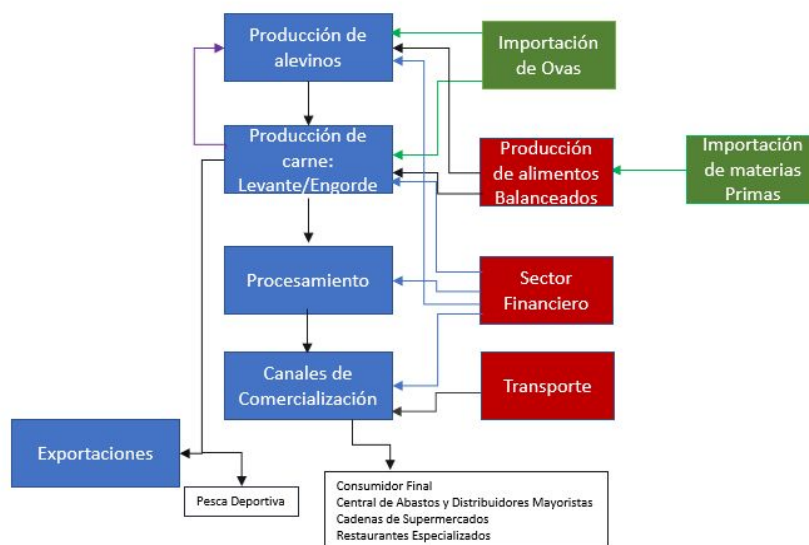 Producción de
alevinos
Importación
de Ovas
Producción de
carne:
Levante/Engorde
Producción
de alimentos
Balanceados
Importación
de materias
Primas
Procesamiento
Sector
Financiero
Canales de
Comercialización
Transporte
Exportaciones
Pesca Deportiva
Consumidor Final
Central de Abastos y Distribuidores Mayoristas
Cadenas de Supermercados
Restaurantes Especializados